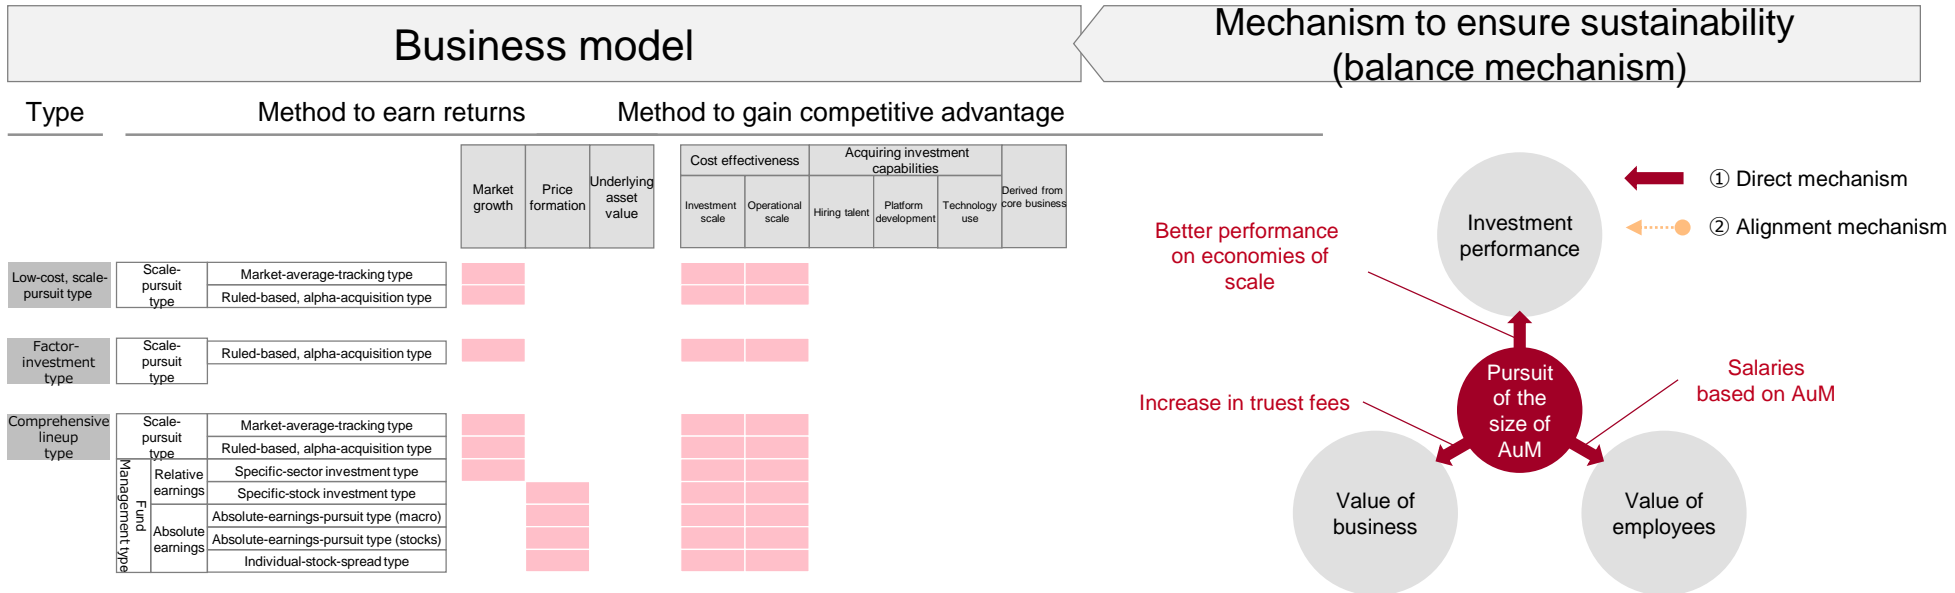 Business model
Mechanism to ensure sustainability
(balance mechanism)
Type
Method to earn returns
Method to gain competitive advantage
Market
growth
Price
formation
Underlying
asset
value
Cost effectiveness
Acquiring investment
capabilities
Derived from
core business
Investment
scale
Operational
scale
Hiring talent
Platform
development
Technology
use
Low-cost, scale-
pursuit type
Scale-
pursuit
type
Market-average-tracking type
Ruled-based, alpha-acquisition type
Factor-
investment
type
Scale-
pursuit
type
Ruled-based, alpha-acquisition type
Comprehensive
lineup
type
Scale-
pursuit
type
Market-average-tracking type
Ruled-based, alpha-acquisition type
Fund
Management type
Relative
earnings
Specific-sector investment type
Specific-stock investment type
Absolute
earnings
Absolute-earnings-pursuit type (macro)
Absolute-earnings-pursuit type (stocks)
Individual-stock-spread type
① Direct mechanism
② Alignment mechanism
Investment
performance
Better performance
on economies of
scale
Pursuit
of the
size of
AuM
Salaries
based on AuM
Increase in truest fees
Value of
business
Value of
employees